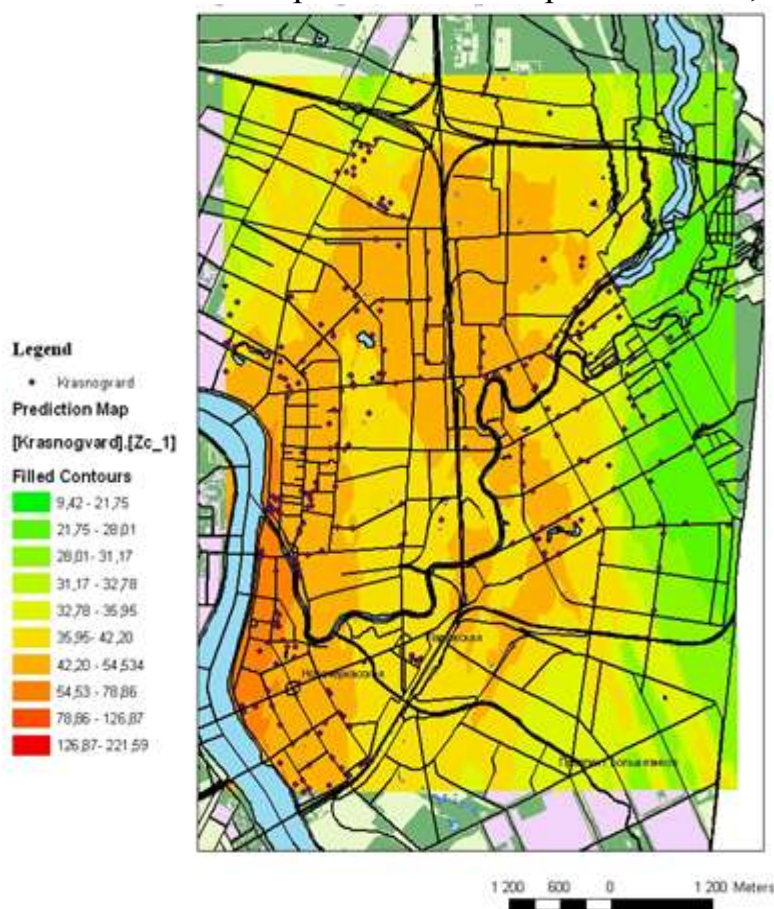 Legend
Krasnogvard
Prediction Map
[Krasnogvard].[Zc_1]
Filled Contours
9,42 - 21,75
21,75 - 28,01
28,01- 31,17
31,17 - 32,78
32,78 - 35,95
35,95- 42,20
42,20 - 54,534
54,53 - 78,86
78,86 - 126,87
126,87- 221,59
1 200 600 0 1 200 Meters